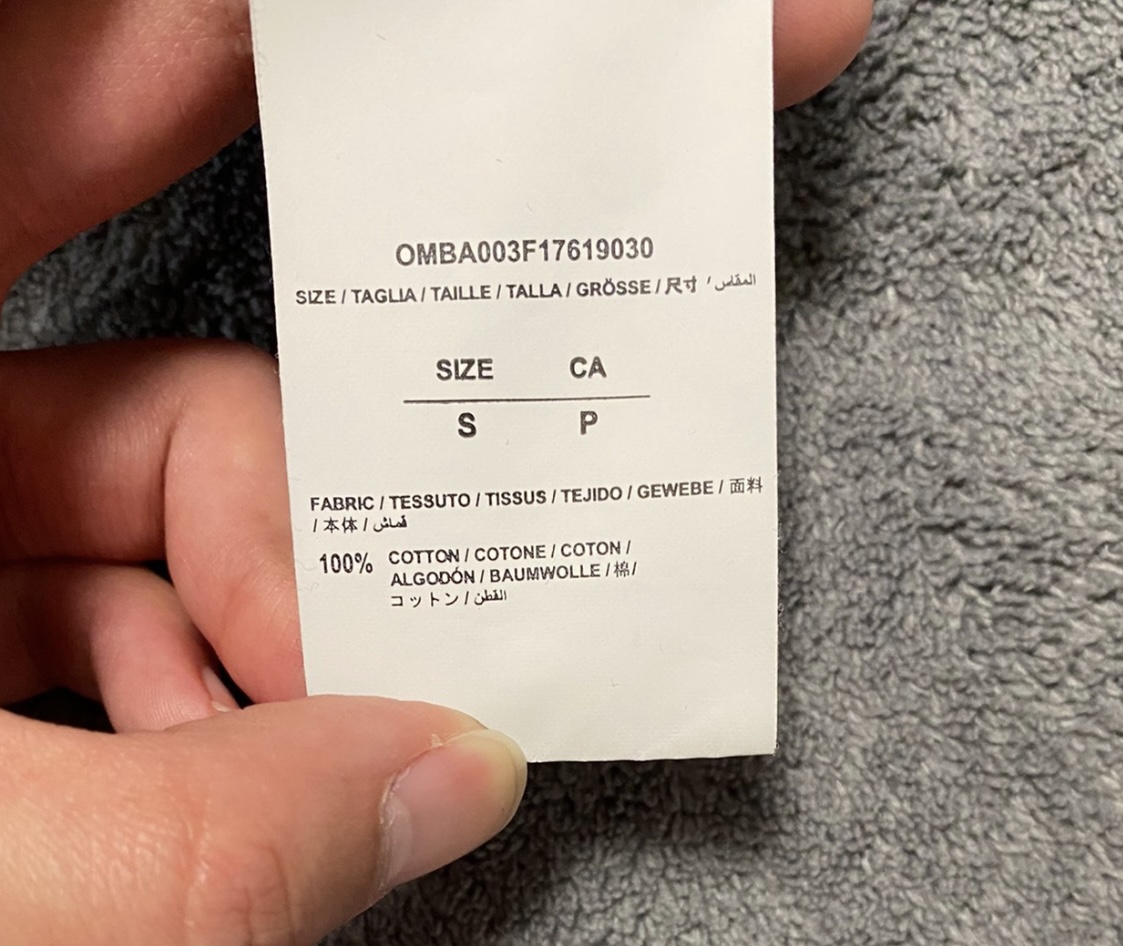 OMBA003F17619030
SIZE / TAGLIA / TAILLE / TALLA / GRÖSSE / 尺寸 / المقاس
SIZE CA
S P
FABRIC / TESSUTO / TISSUS / TEJIDO / GEWEBE / 面料
/ 本体 / قماش
100% COTTON / COTONE / COTON /
ALGODÓN / BAUMWOLLE / 棉/
コットン / القطن